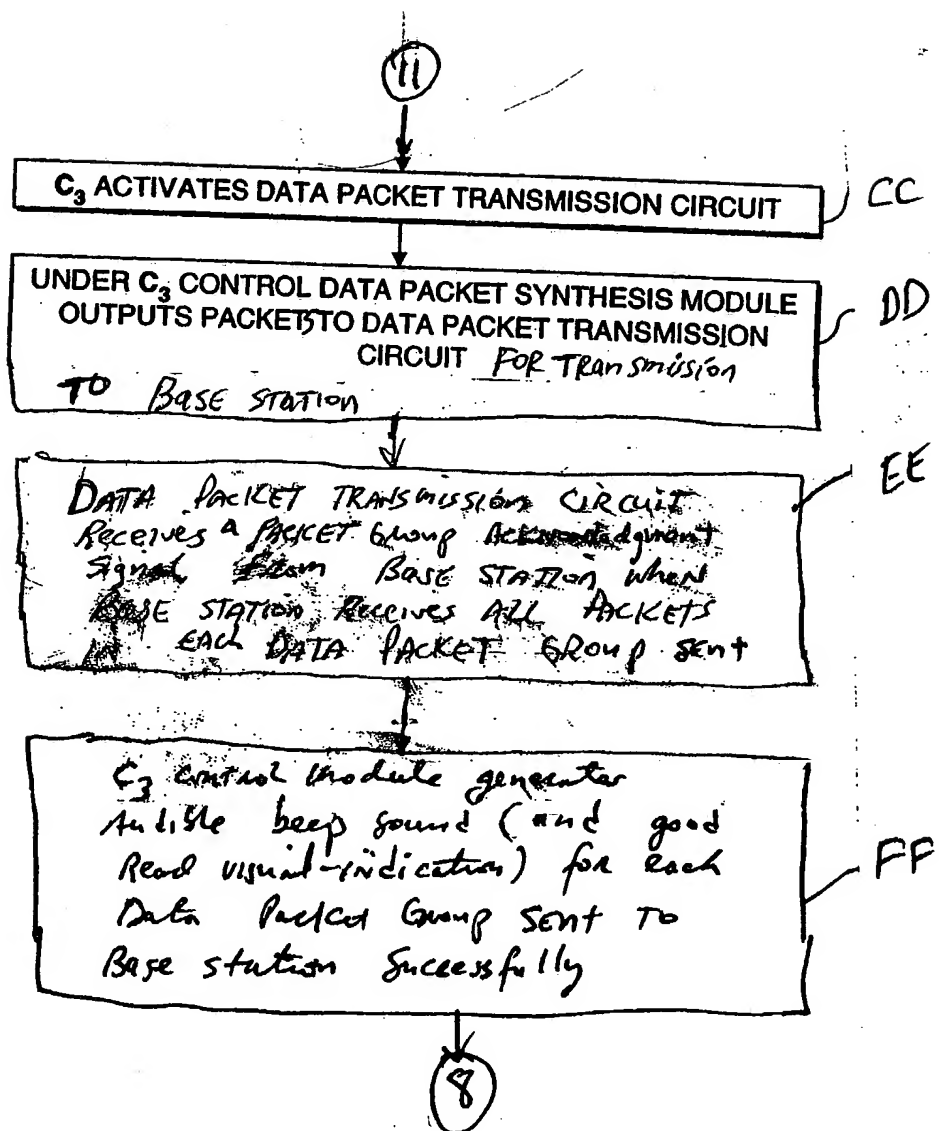 11
C3 ACTIVATES DATA PACKET TRANSMISSION CIRCUIT
CC
UNDER C3 CONTROL DATA PACKET SYNTHESIS MODULE
OUTPUTS PACKETS TO DATA PACKET TRANSMISSION
CIRCUIT FOR Transmission
TO BASE STATION
DD
DATA PACKET TRANSMISSION CIRCUIT
Receives a PACKET Group Acknowledgment
Signal From BASE STATION when
BASE STATION Receives ALL PACKETS
IN EACH DATA PACKET GROUP sent
EE
C3 control module generates
Audible beep sound (and good
Read visual-indication) for each
Data Packet Group SENT TO
Base station Successfully
FF
8